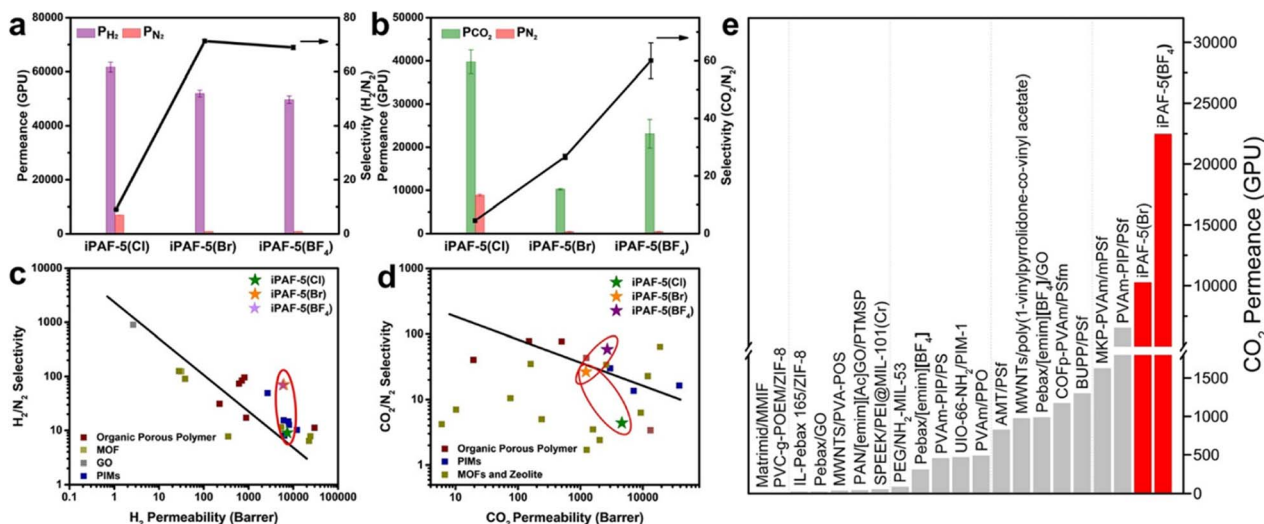 a
80000
60000
40000
20000
0
Permeance (GPU)
P_H2
P_N2
80
60
40
20
0
Selectivity (H2/N2)
iPAF-5(Cl)
iPAF-5(Br)
iPAF-5(BF4)
b
50000
40000
30000
20000
10000
0
Permeance (GPU)
PCO2
PN2
80
60
40
20
0
Selectivity (CO2/N2)
iPAF-5(Cl)
iPAF-5(Br)
iPAF-5(BF4)
c
10000
1000
100
10
1
H2/N2 Selectivity
iPAF-5(Cl)
iPAF-5(Br)
iPAF-5(BF4)
Organic Porous Polymer
MOF
GO
PIMs
0.1
1
10
100
1000
10000
100000
H2 Permeability (Barrer)
d
1000
100
10
1
0.1
CO2/N2 Selectivity
iPAF-5(Cl)
iPAF-5(Br)
iPAF-5(BF4)
Organic Porous Polymer
PIMs
MOFs and Zeolite
10
100
1000
10000
CO2 Permeability (Barrer)
e
Matrimid/MMIF
PVC-g-POEM/ZIF-8
IL-Pebax 165/ZIF-8
Pebax/GO
MWNTS/PVA-POS
PAN/[emim][Ac]GO/PTMSP
SPEEK/PEI@MIL-101(Cr)
PEG/NH2-MIL-53
Pebax/[emim][BF4]
PVAm-PIP/PS
UIO-66-NH2/PIM-1
PVAm/PPO
AMT/PSf
MWNTs/poly(1-vinylpyrrolidone-co-vinyl acetate)
Pebax/[emim][BF4]/GO
COFp-PVAm/PSfm
BUPP/PSf
MKP-PVAm/mPSf
PVAm-PIP/PSf
iPAF-5(Br)
iPAF-5(BF4)
30000
25000
20000
15000
10000
1500
1000
500
0
CO2 Permeance (GPU)